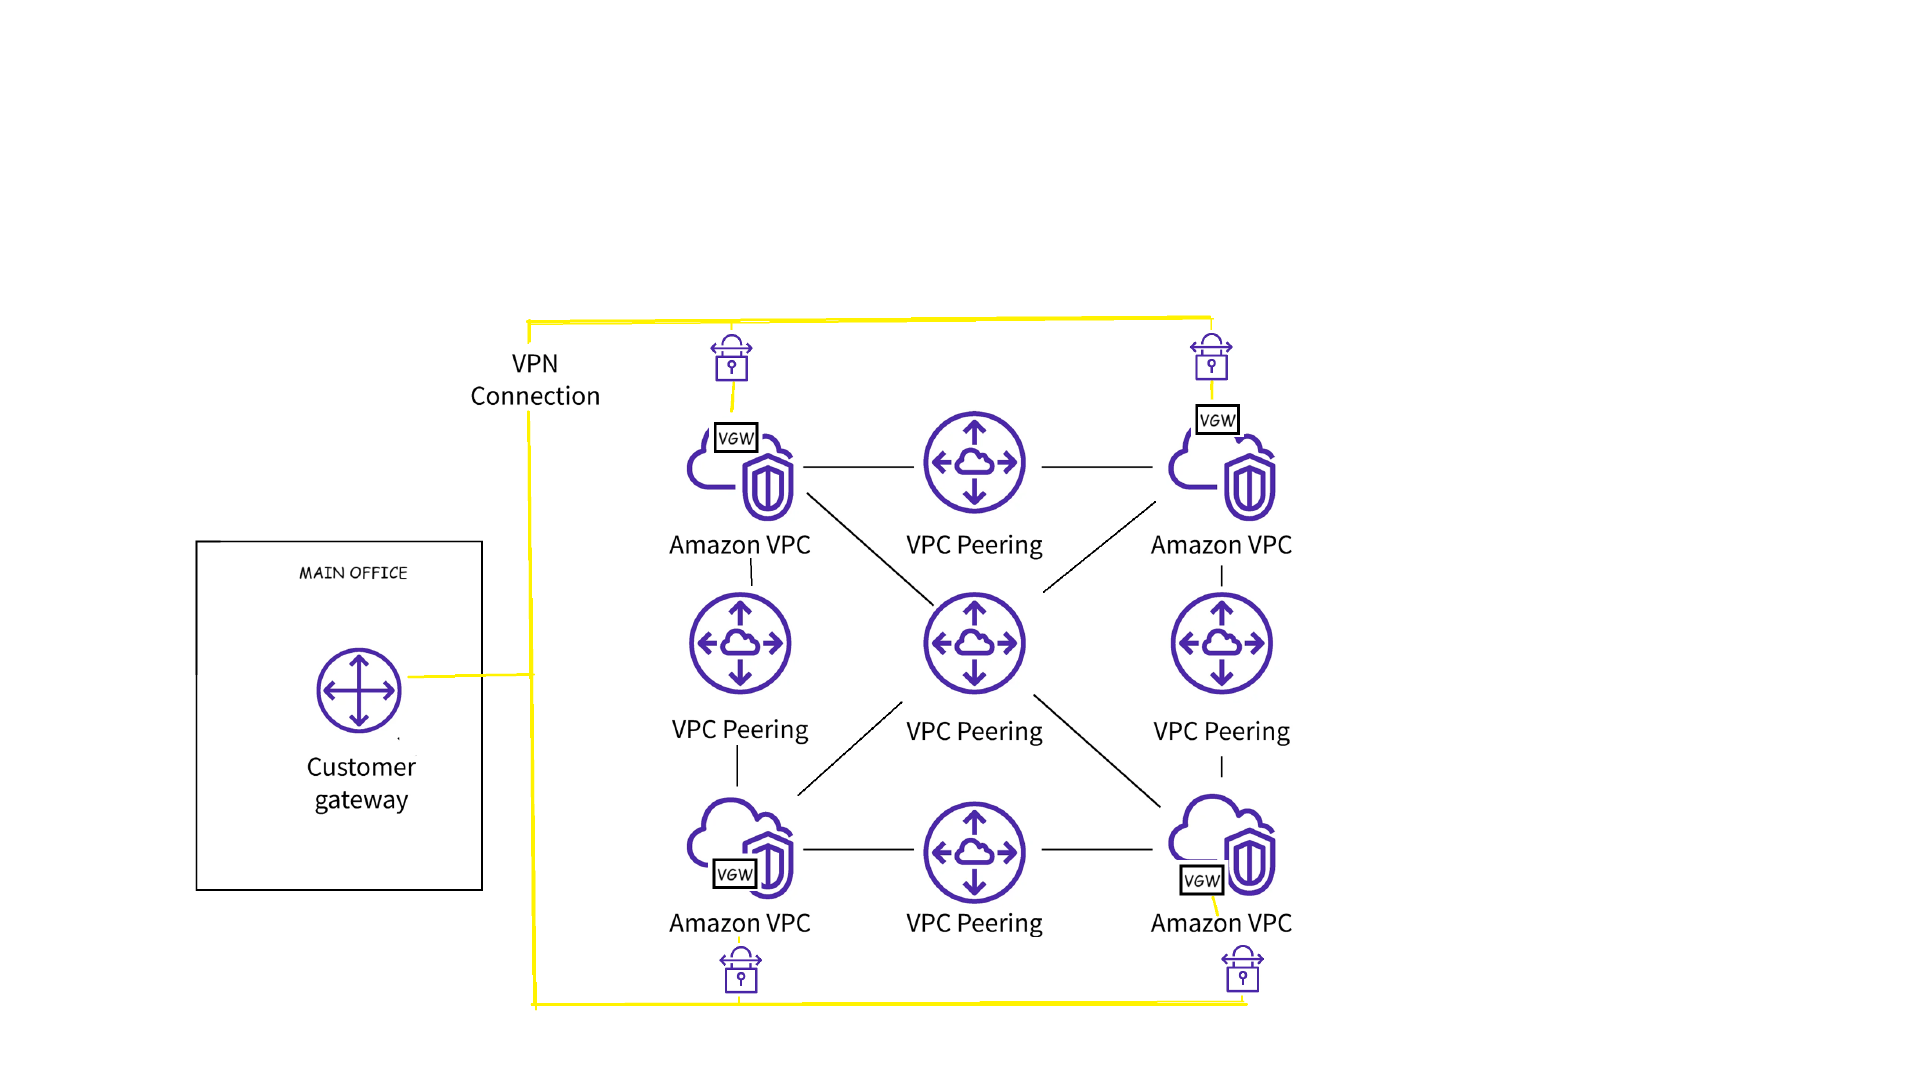 VPN
Connection
VGW
VGW
Amazon VPC
VPC Peering
Amazon VPC
MAIN OFFICE
Customer
gateway
VPC Peering
VPC Peering
VPC Peering
VGW
VGW
Amazon VPC
VPC Peering
Amazon VPC